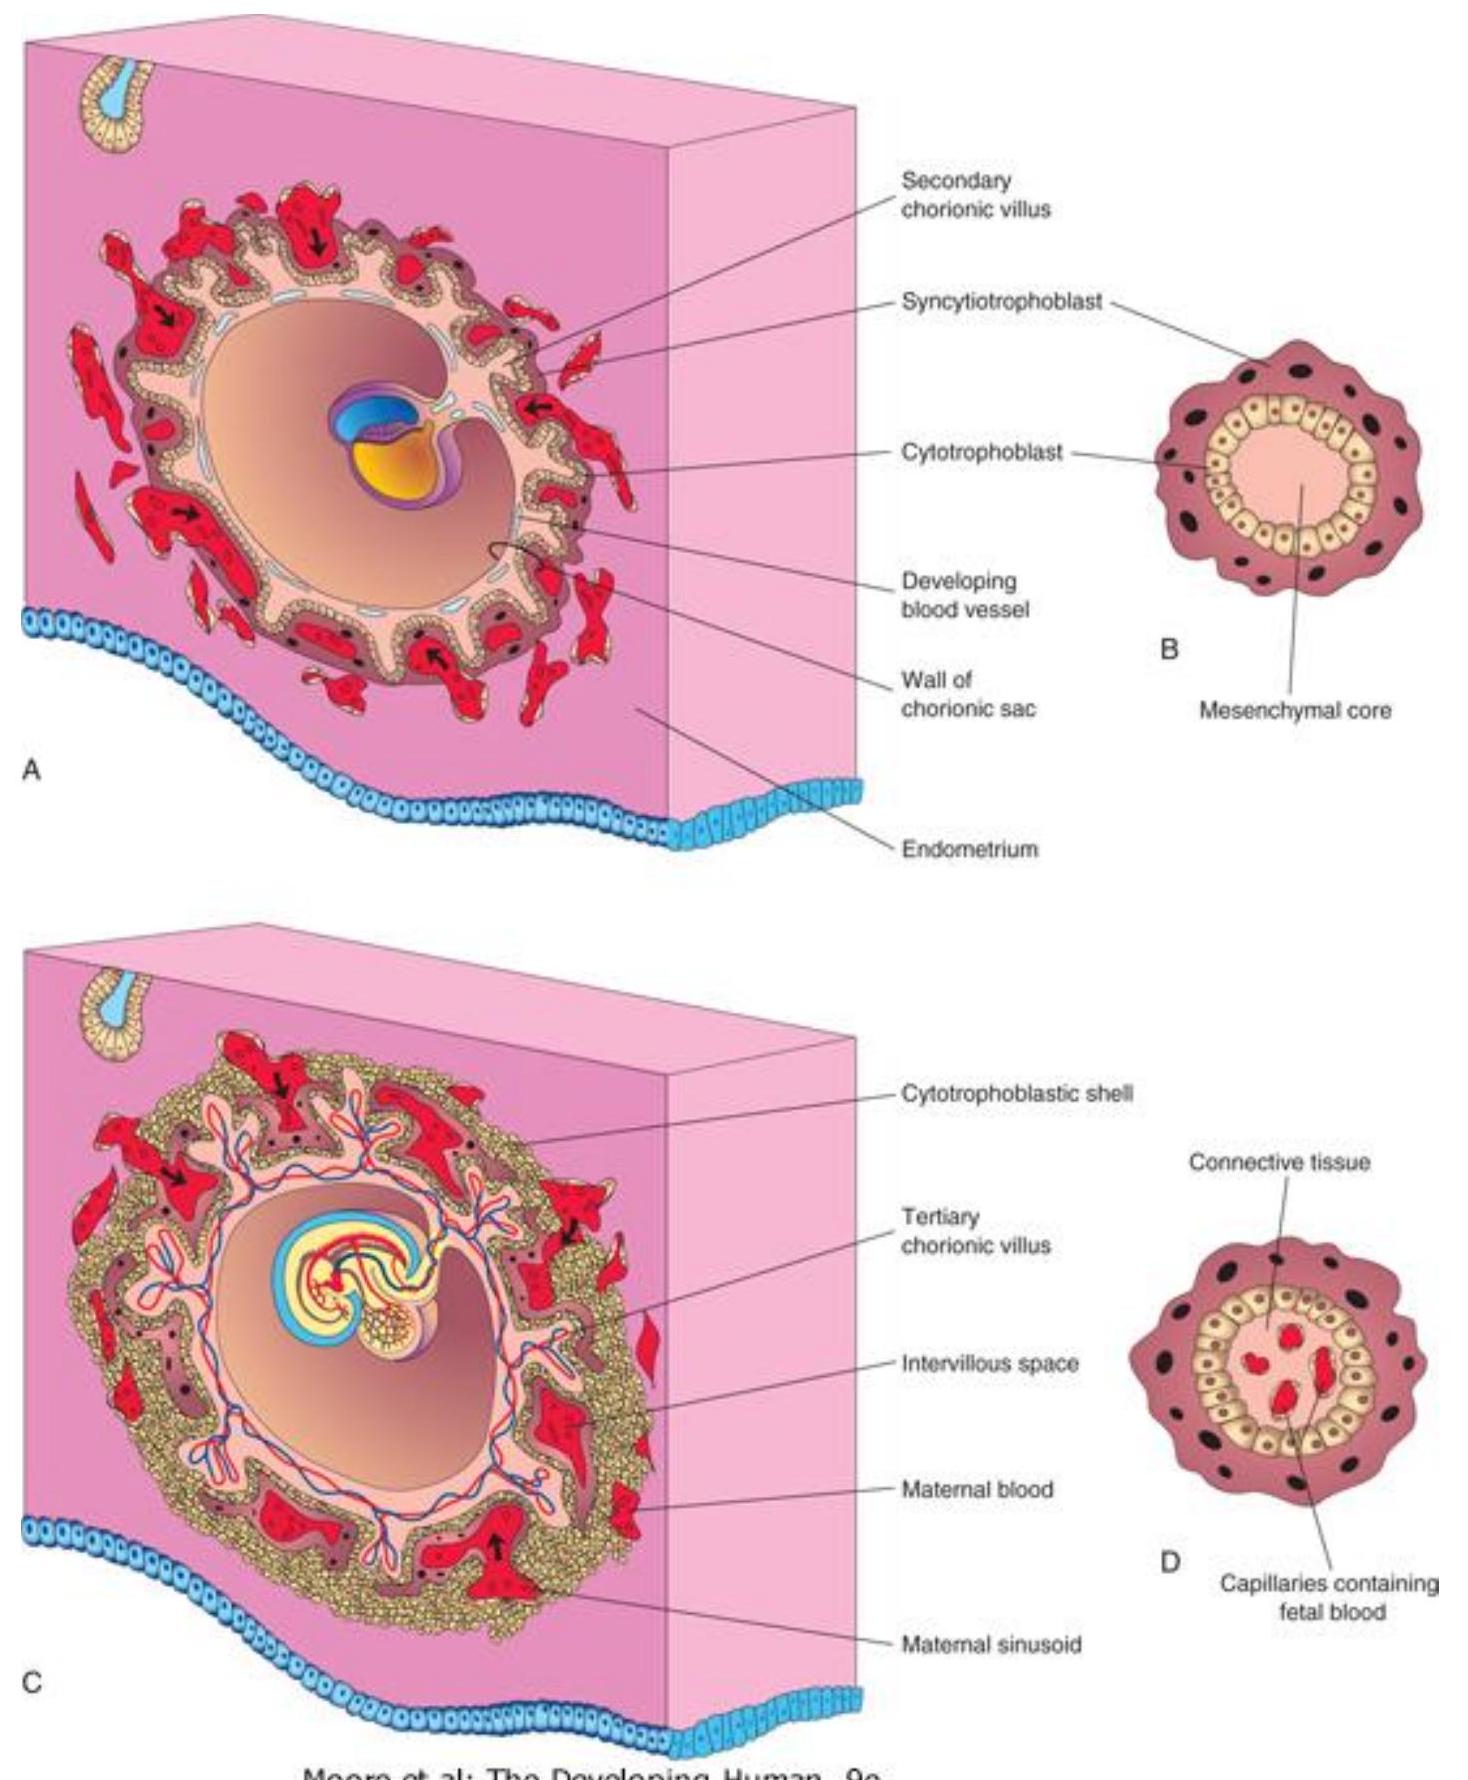 Secondary
chorionic villus
Syncytiotrophoblast
Cytotrophoblast
Developing
blood vessel
Wall of
chorionic sac
Endometrium
A
B
Mesenchymal core
Cytotrophoblastic shell
Tertiary
chorionic villus
Intervillous space
Maternal blood
Maternal sinusoid
C
Connective tissue
D
Capillaries containing
fetal blood
Moore et al: The Developing Human, 9e